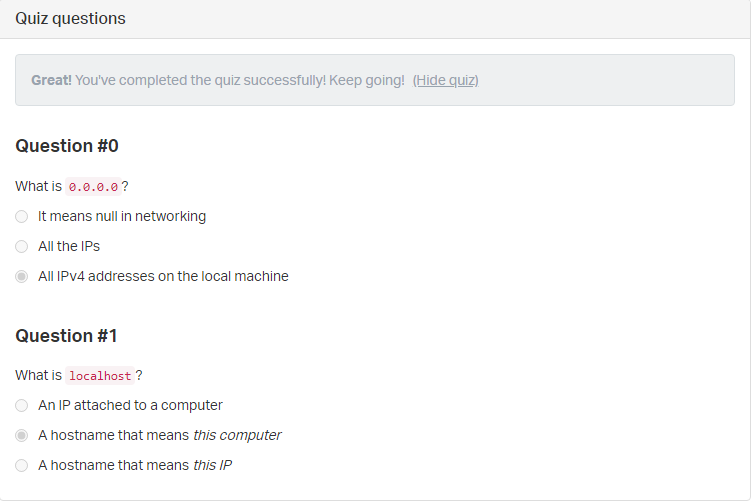 Quiz questions
Great! You've completed the quiz successfully! Keep going! (Hide quiz)
Question #0
What is 0.0.0.0?
It means null in networking
All the IPs
All IPv4 addresses on the local machine
Question #1
What is localhost?
An IP attached to a computer
A hostname that means this computer
A hostname that means this IP